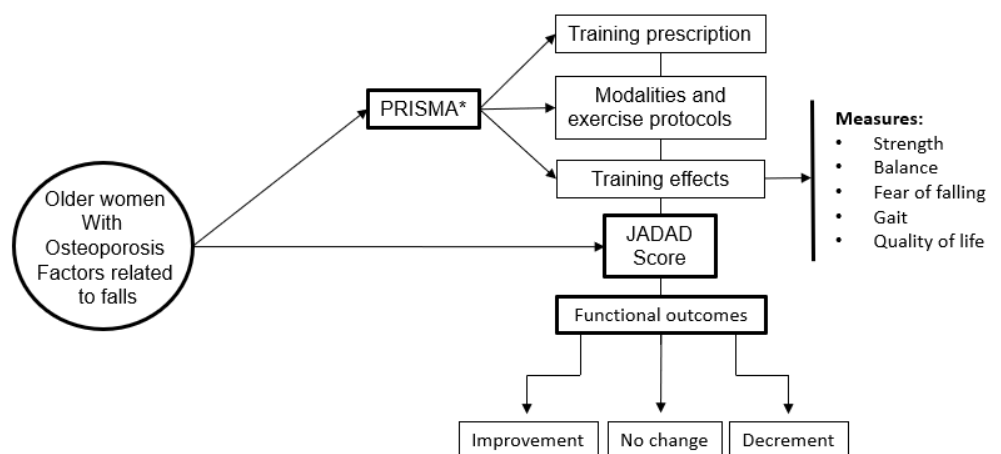 Older women
With
Osteoporosis
Factors related
to falls
PRISMA*
Training prescription
Modalities and
exercise protocols
Training effects
Measures:
• Strength
• Balance
• Fear of falling
• Gait
• Quality of life
JADAD
Score
Functional outcomes
Improvement
No change
Decrement